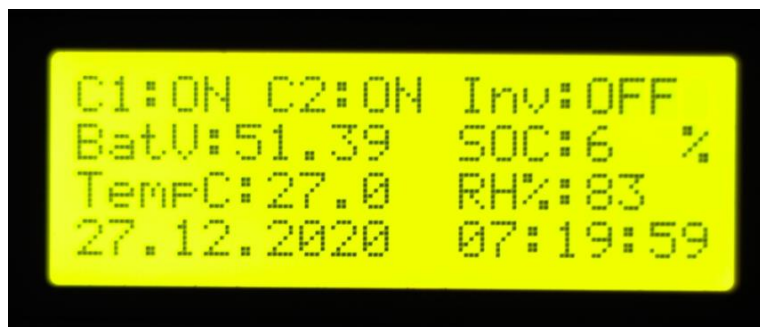 C1:ON C2:ON Inv:OFF
BatV:51.39 SOC:6 %
TempC:27.0 RH%:83
27.12.2020 07:19:59